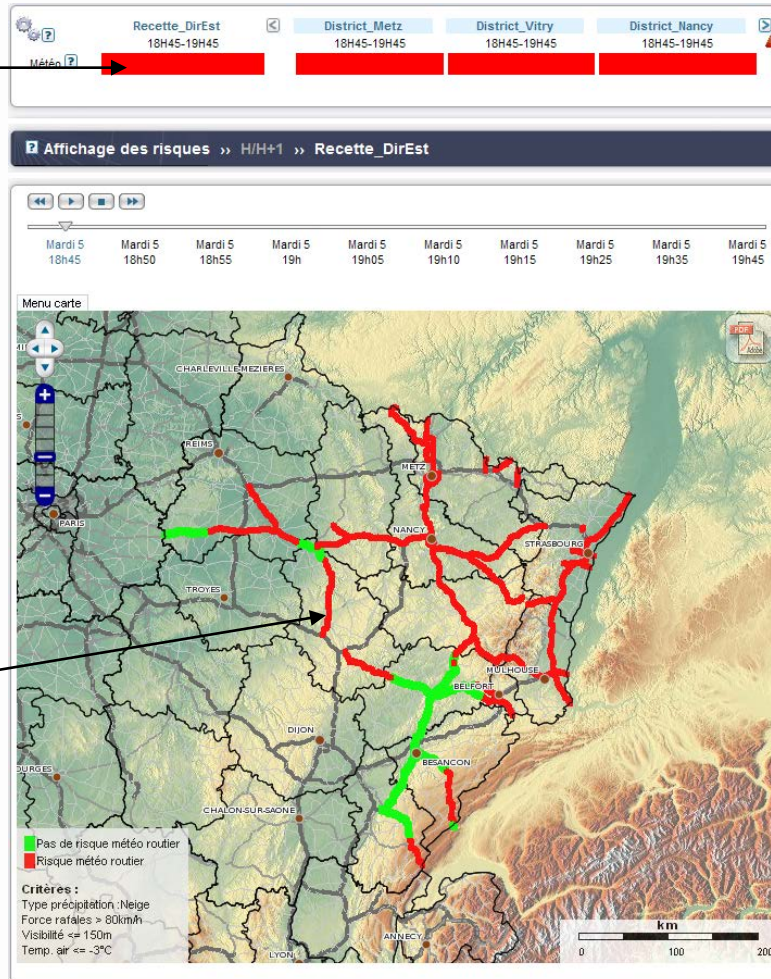 Recette_DirEst
District_Metz
District_Vitry
District_Nancy
18H45-19H45
18H45-19H45
18H45-19H45
18H45-19H45
Météo ?
? Affichage des risques ›› H/H+1 ›› Recette_DirEst
Mardi 5 Mardi 5 Mardi 5 Mardi 5 Mardi 5 Mardi 5 Mardi 5 Mardi 5 Mardi 5 Mardi 5
18h45 18h50 18h55 19h 19h05 19h10 19h15 19h25 19h35 19h45
Menu carte
PDF
Adobe
CHARLEVILLE-MEZIERES
REIMS
METZ
PARIS
NANCY
STRASBOURG
TROYES
MULHOUSE
BELFORT
DIJON
BESANCON
OURGES
CHALON-SUR-SAONE
Pas de risque météo routier
Risque météo routier
Critères :
Type précipitation :Neige
Force rafales > 80km/h
Visibilité <= 150m
Temp. air <= -3°C
LYON
ANNECY
km
0 100 200